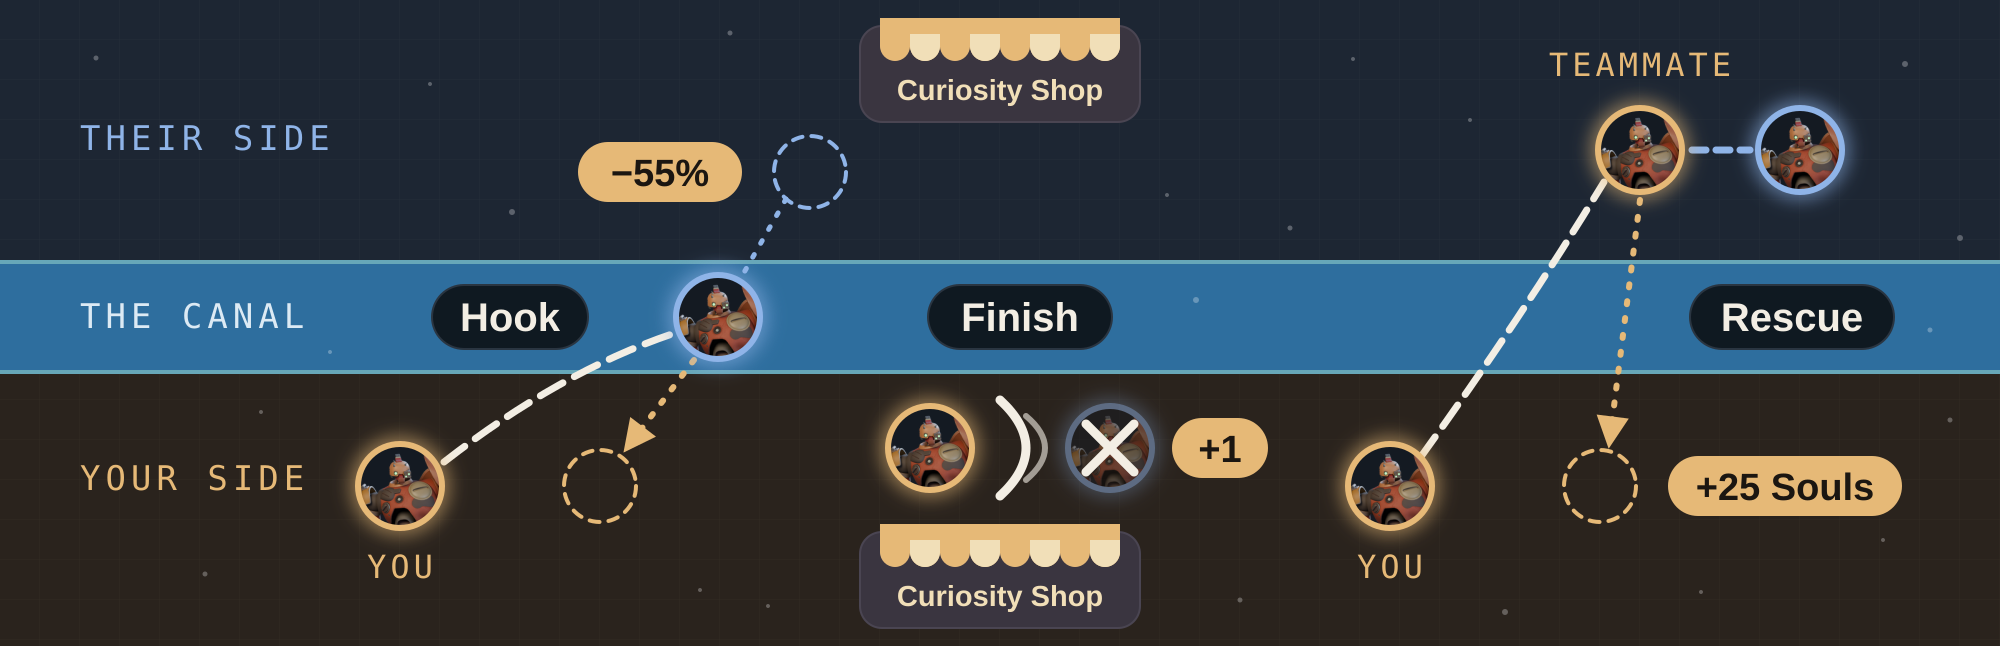 Curiosity Shop
TEAMMATE
THEIR SIDE
−55%
THE CANAL
Hook
Finish
Rescue
YOUR SIDE
+1
+25 Souls
YOU
YOU
Curiosity Shop